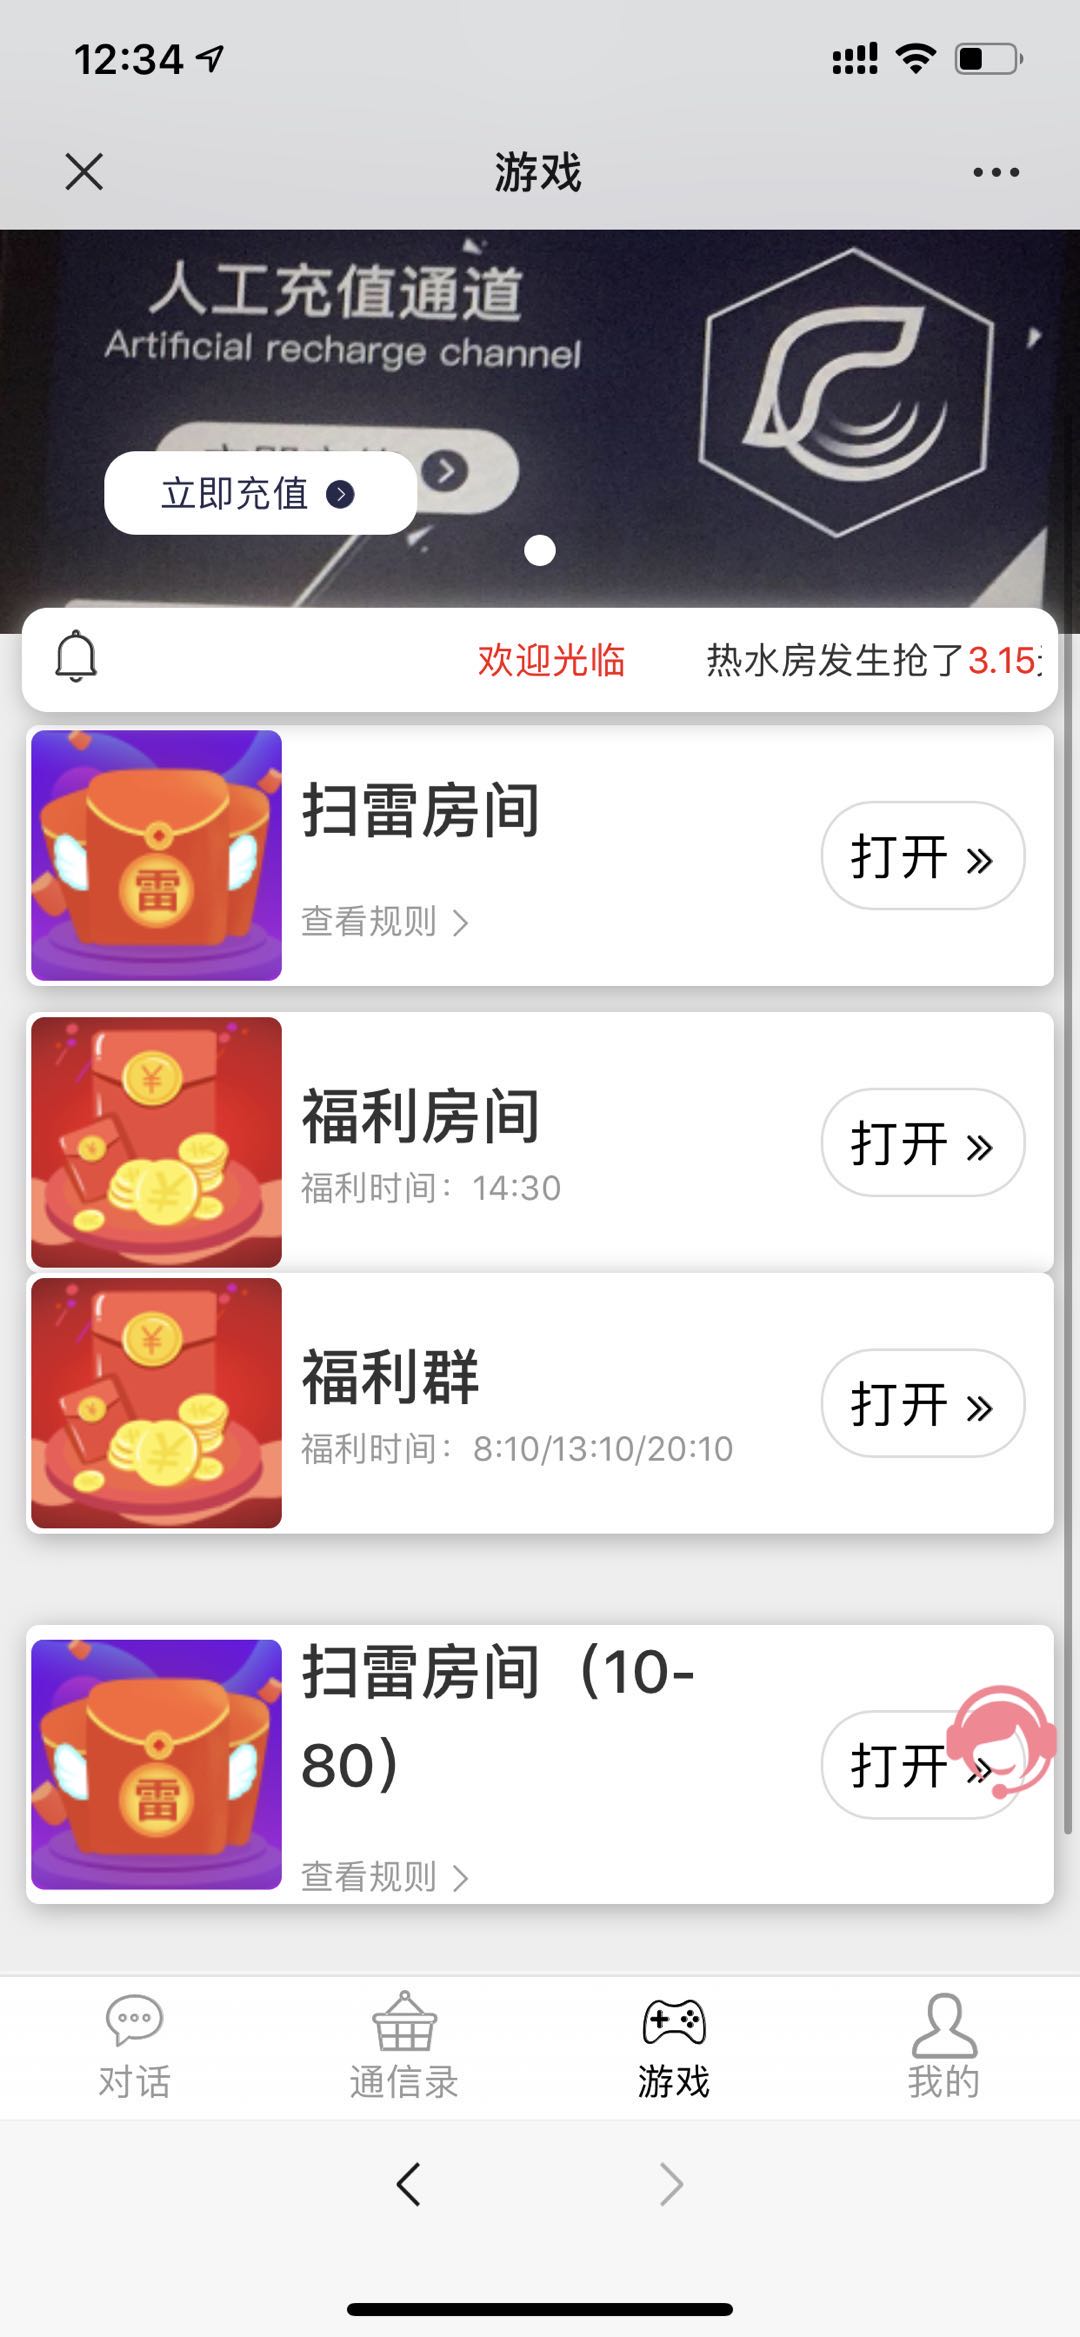 12:34
游戏
人工充值通道
Artificial recharge channel
立即充值
欢迎光临 热水房发生抢了3.15
扫雷房间
打开
查看规则
雷
福利房间
打开
福利时间：14:30
福利群
打开
福利时间：8:10/13:10/20:10
扫雷房间（10-
80）
打开
查看规则
雷
对话 通信录 游戏 我的